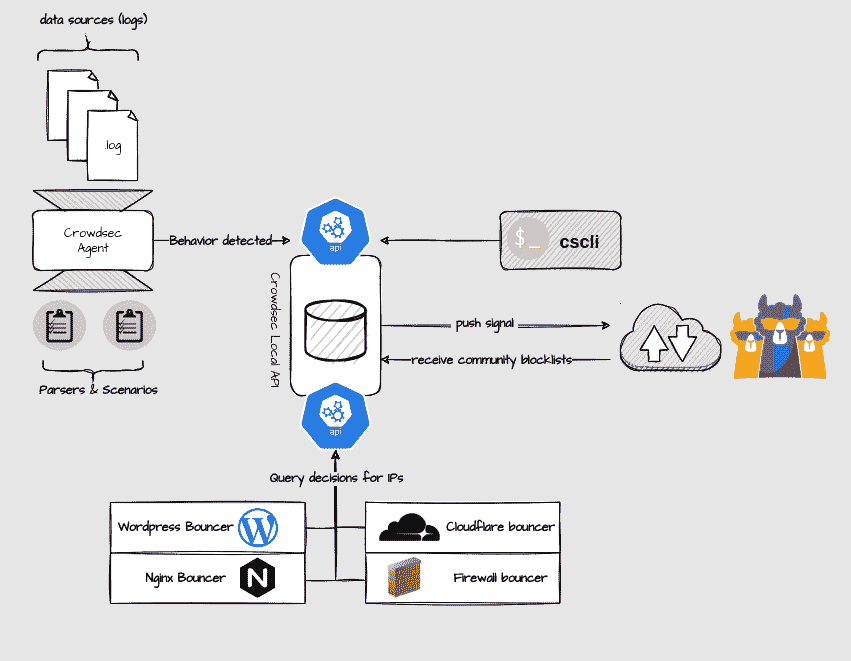 data sources (logs)
.log
Crowdsec
Agent
Behavior detected
api
$_ cscli
Crowdsec Local API
push signal
receive community blocklists
Parsers & Scenarios
api
Query decisions for IPs
Wordpress Bouncer
Cloudflare bouncer
Nginx Bouncer
N
Firewall bouncer